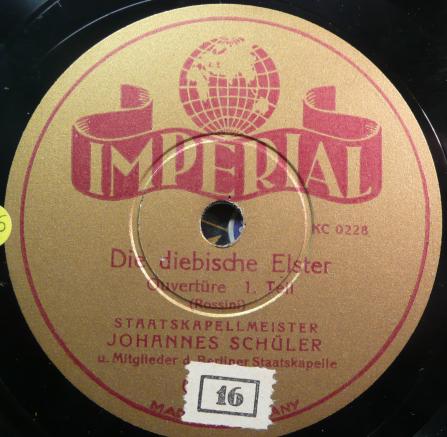 IMPERIAL
KC 0228
Die diebische Elster
Ouvertüre 1. Teil
(Rossini)
STAATSKAPELLMEISTER
JOHANNES SCHÜLER
u. Mitglieder d. Berliner Staatskapelle
16